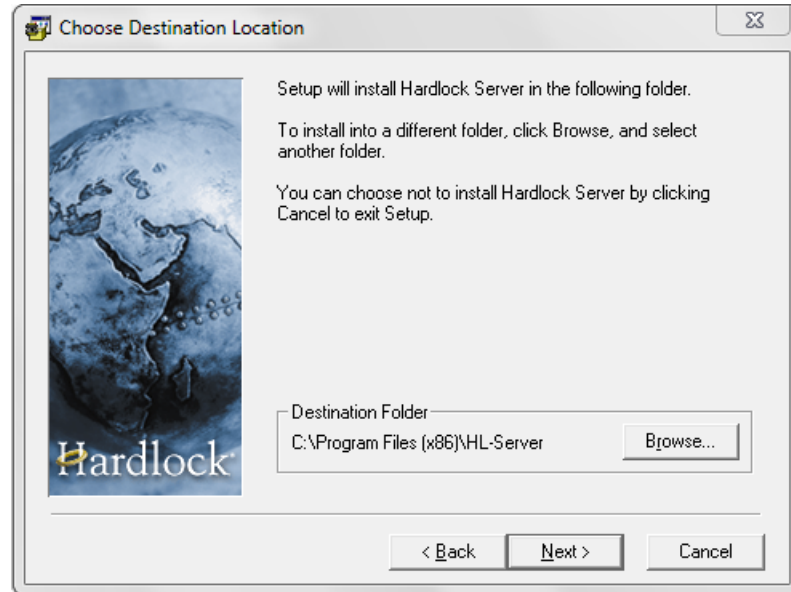 Choose Destination Location
Setup will install Hardlock Server in the following folder.
To install into a different folder, click Browse, and select
another folder.
You can choose not to install Hardlock Server by clicking
Cancel to exit Setup.
Destination Folder
C:\Program Files (x86)\HL-Server
Browse...
Hardlock
< Back
Next >
Cancel